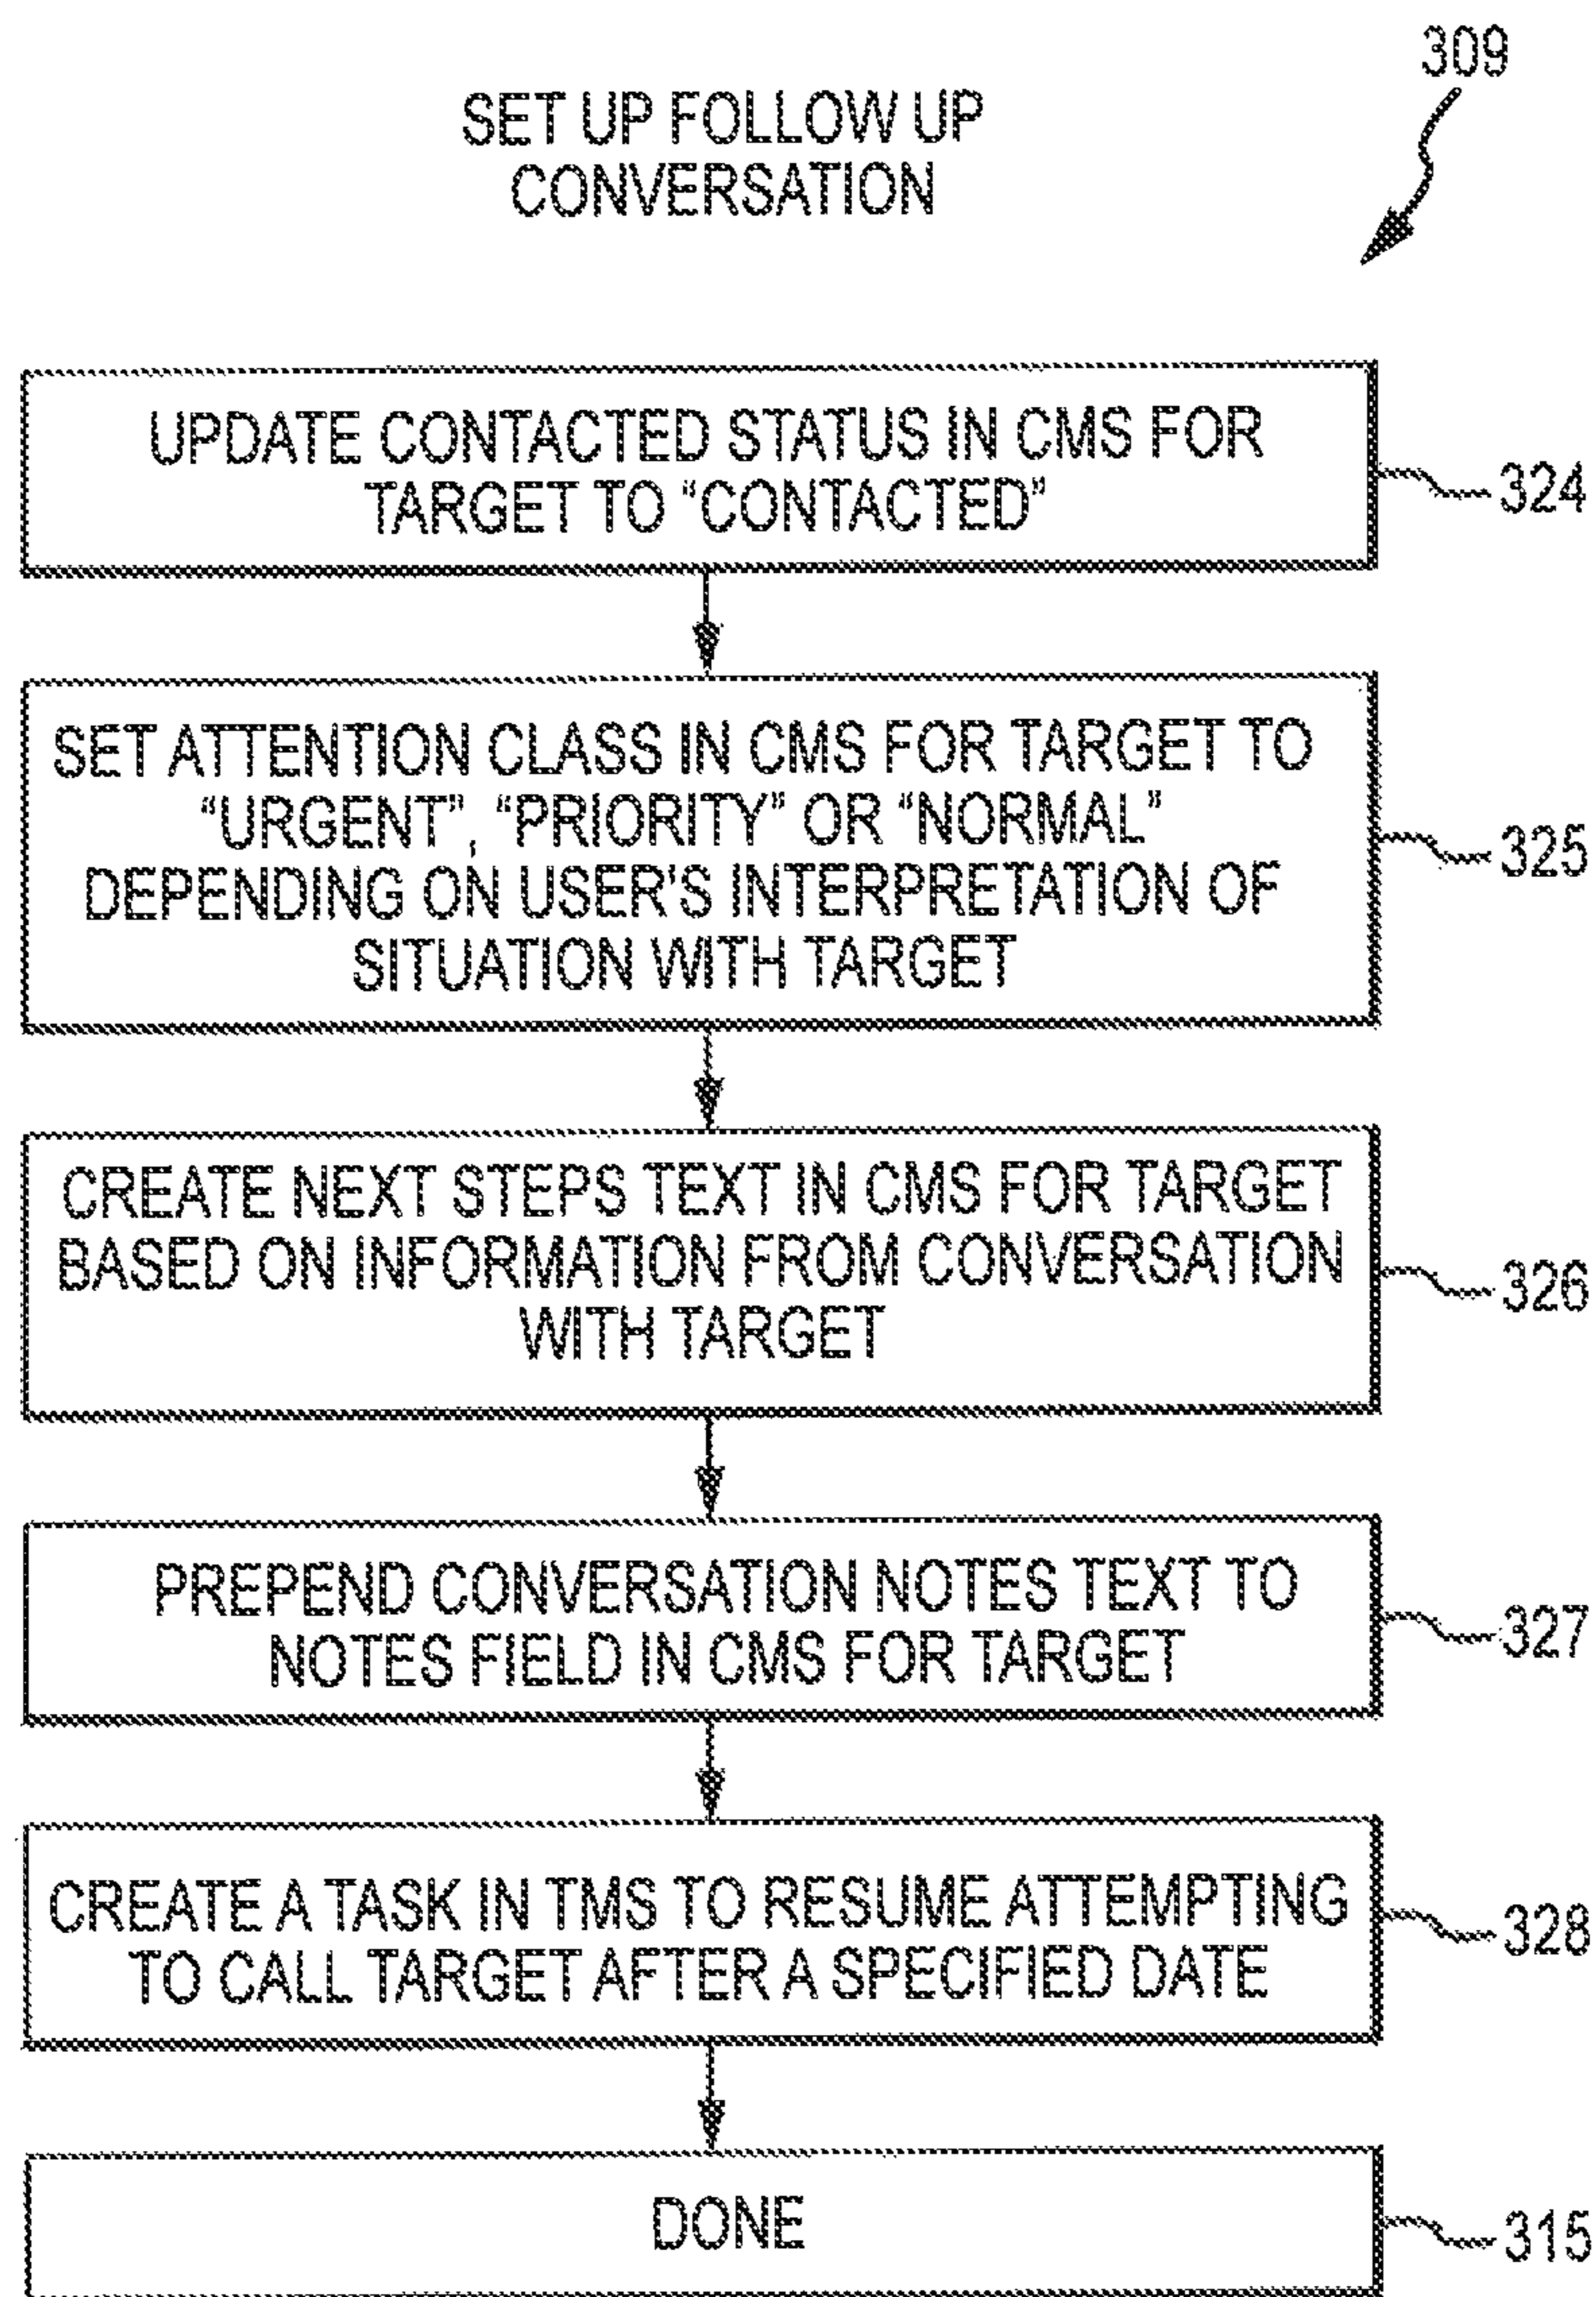 309
SET UP FOLLOW UP
CONVERSATION
UPDATE CONTACTED STATUS IN CMS FOR
TARGET TO “CONTACTED”
324
SET ATTENTION CLASS IN CMS FOR TARGET TO
“URGENT”, “PRIORITY” OR “NORMAL”
DEPENDING ON USER'S INTERPRETATION OF
SITUATION WITH TARGET
325
CREATE NEXT STEPS TEXT IN CMS FOR TARGET
BASED ON INFORMATION FROM CONVERSATION
WITH TARGET
326
PREPEND CONVERSATION NOTES TEXT TO
NOTES FIELD IN CMS FOR TARGET
327
CREATE A TASK IN TMS TO RESUME ATTEMPTING
TO CALL TARGET AFTER A SPECIFIED DATE
328
DONE
315